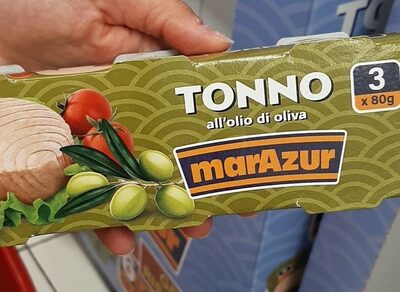 TONNO
all'olio di oliva
marAzur
3
x 80g